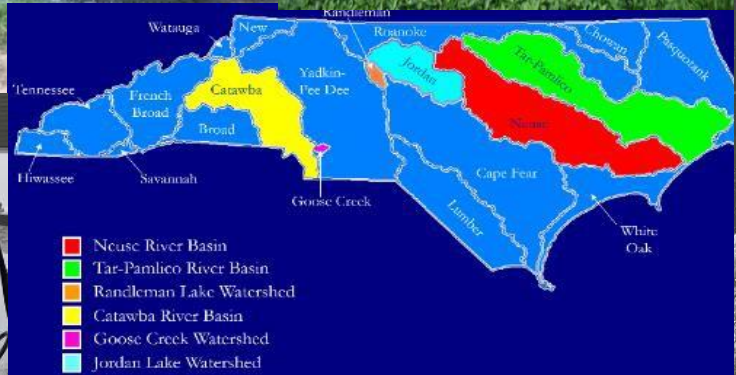 Randleman
Watauga
New
Roanoke
Chowan
Pasquotank
Jordan
Tar-Pamlico
Tennessee
French
Broad
Catawba
Yadkin-
Pee Dee
Neuse
Broad
Hiwassee
Savannah
Goose Creek
Cape Fear
Lumber
White
Oak
Neuse River Basin
Tar-Pamlico River Basin
Randleman Lake Watershed
Catawba River Basin
Goose Creek Watershed
Jordan Lake Watershed